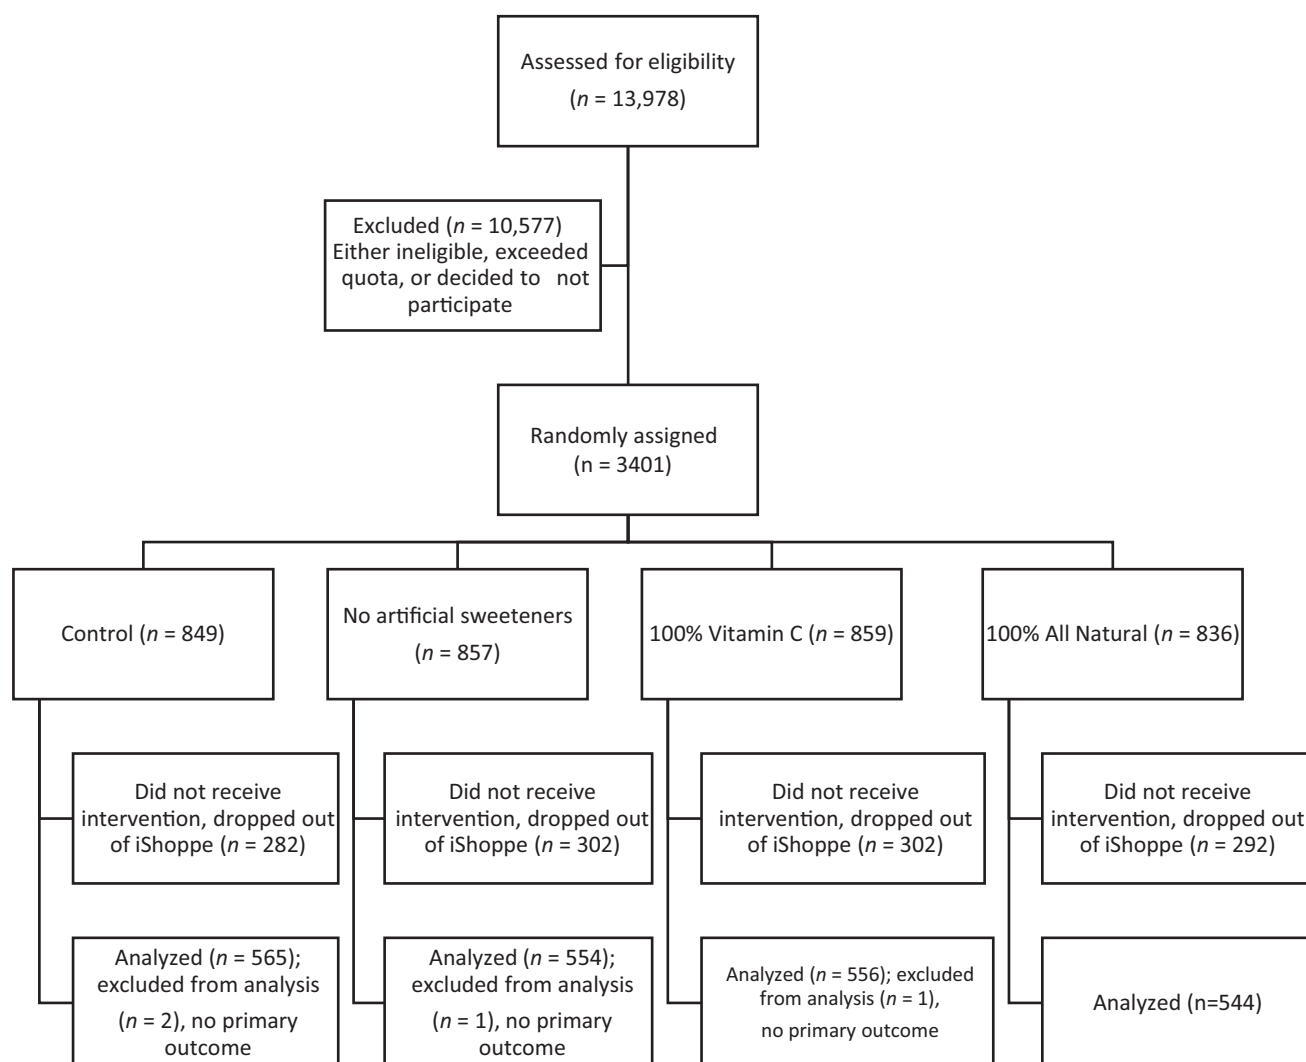 Assessed for eligibility
(n = 13,978)
Excluded (n = 10,577)
Either ineligible, exceeded
quota, or decided to not
participate
Randomly assigned
(n = 3401)
Control (n = 849)
No artificial sweeteners
(n = 857)
100% Vitamin C (n = 859)
100% All Natural (n = 836)
Did not receive
intervention, dropped out
of iShoppe (n = 282)
Did not receive
intervention, dropped out
of iShoppe (n = 302)
Did not receive
intervention, dropped out
of iShoppe (n = 302)
Did not receive
intervention, dropped out
of iShoppe (n = 292)
Analyzed (n = 565);
excluded from analysis
(n = 2), no primary
outcome
Analyzed (n = 554);
excluded from analysis
(n = 1), no primary
outcome
Analyzed (n = 556); excluded
from analysis (n = 1),
no primary outcome
Analyzed (n=544)